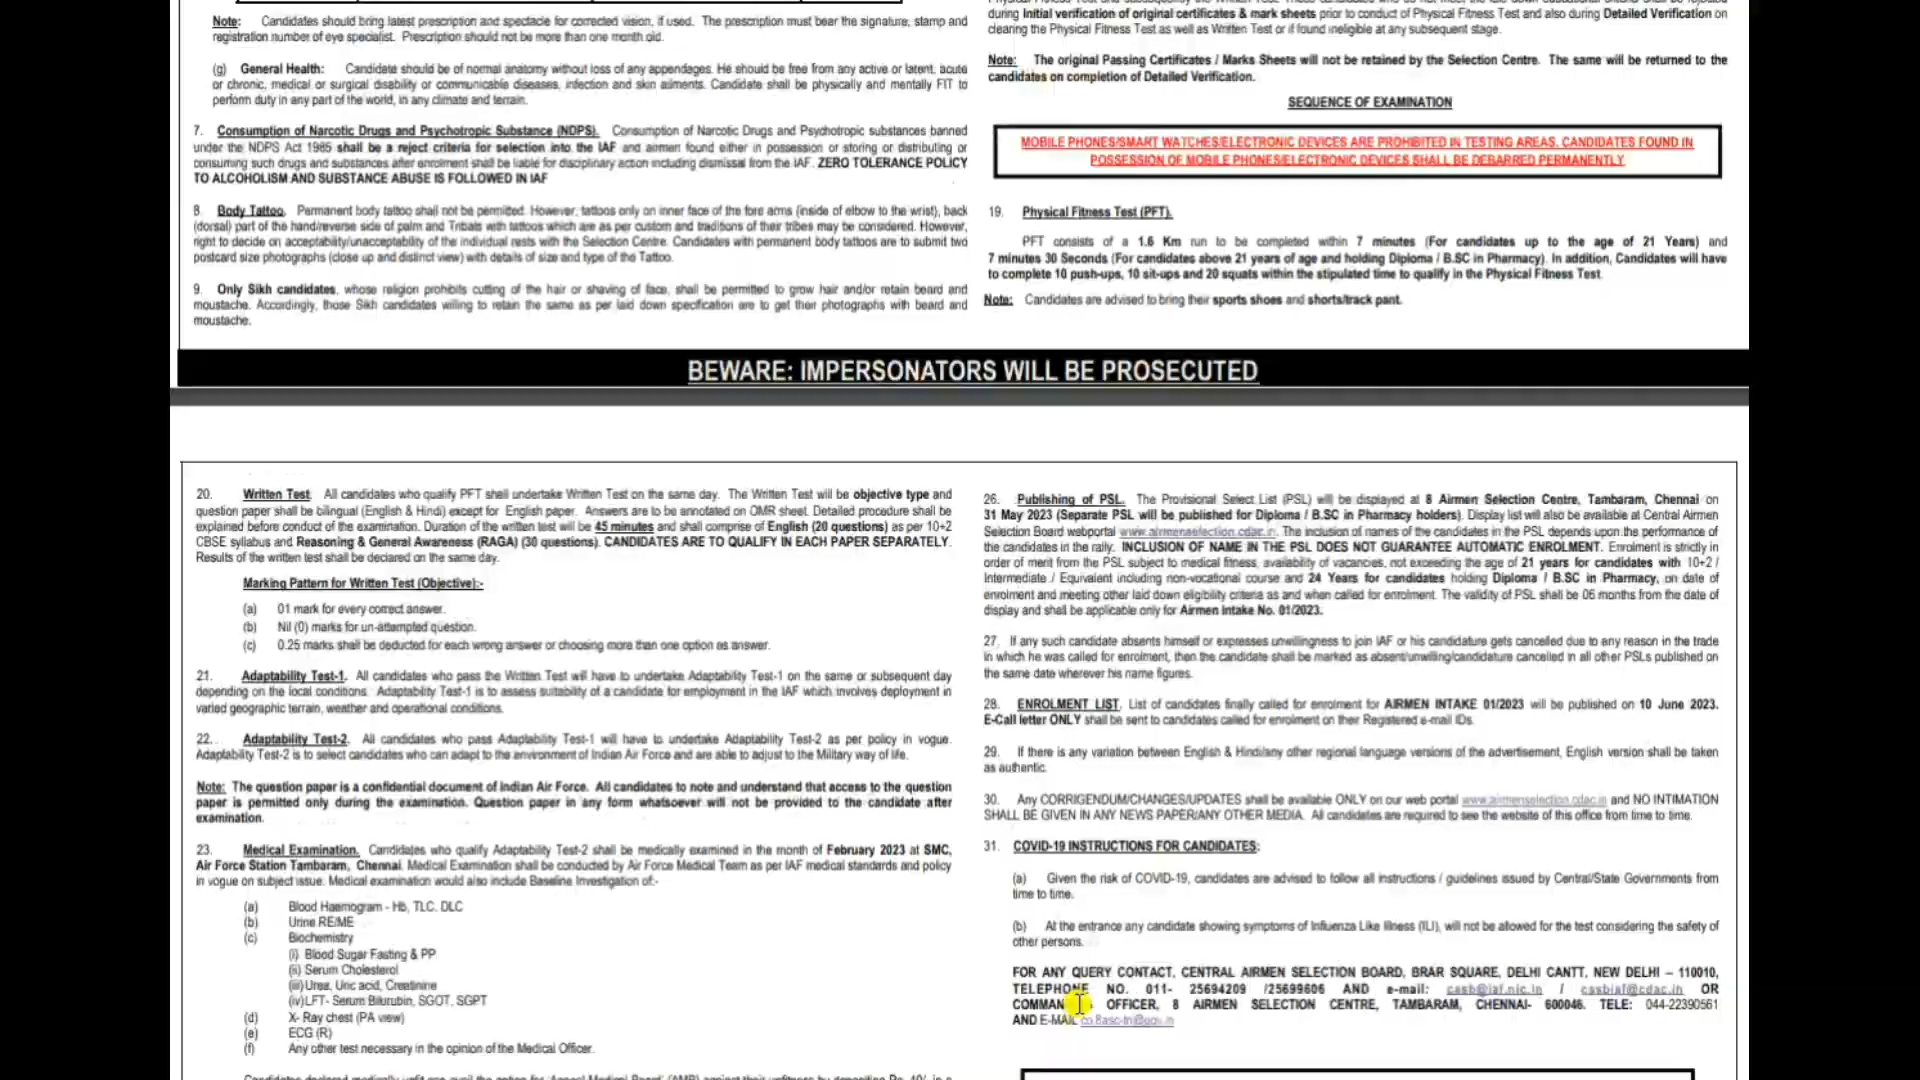 Note: Candidates should bring latest prescription and spectacle for corrected vision, if used. The prescription must bear the signature, stamp and
registration number of eye specialist. Prescription should not be more than one month old.
(g) General Health: Candidate should be of normal anatomy without loss of any appendages. He should be free from any active or latent, acute
or chronic, medical or surgical disability or communicable diseases, infection and skin ailments. Candidate shall be physically and mentally FIT to
perform duty in any part of the world, in any climate and terrain.
7. Consumption of Narcotic Drugs and Psychotropic Substance (NDPS). Consumption of Narcotic Drugs and Psychotropic substances banned
under the NDPS Act 1985 shall be a reject criteria for selection into the IAF and airmen found either in possession or storing or distributing or
consuming such drugs and substances after enrolment shall be liable for disciplinary action including dismissal from the IAF. ZERO TOLERANCE POLICY
TO ALCOHOLISM AND SUBSTANCE ABUSE IS FOLLOWED IN IAF
8. Body Tattoo. Permanent body tattoo shall not be permitted. However, tattoos only on inner face of the fore arms (inside of elbow to the wrist), back
(dorsal) part of the hand/reverse side of palm and Tribals with tattoos which are as per custom and traditions of their tribes may be considered. However,
right to decide on acceptability/unacceptability of the individual rests with the Selection Centre. Candidates with permanent body tattoos are to submit two
postcard size photographs (close up and distinct view) with details of size and type of the Tattoo.
9. Only Sikh candidates, whose religion prohibits cutting of the hair or shaving of face, shall be permitted to grow hair and/or retain beard and
moustache. Accordingly, those Sikh candidates willing to retain the same as per laid down specification are to get their photographs with beard and
moustache.
during Initial verification of original certificates & mark sheets prior to conduct of Physical Fitness Test and also during Detailed Verification on
clearing the Physical Fitness Test as well as Written Test or if found ineligible at any subsequent stage.
Note: The original Passing Certificates / Marks Sheets will not be retained by the Selection Centre. The same will be returned to the
candidates on completion of Detailed Verification.
SEQUENCE OF EXAMINATION
MOBILE PHONES/SMART WATCHES/ELECTRONIC DEVICES ARE PROHIBITED IN TESTING AREAS. CANDIDATES FOUND IN
POSSESSION OF MOBILE PHONES/ELECTRONIC DEVICES SHALL BE DEBARRED PERMANENTLY.
19. Physical Fitness Test (PFT).
PFT consists of a 1.6 Km run to be completed within 7 minutes (For candidates up to the age of 21 Years) and
7 minutes 30 Seconds (For candidates above 21 years of age and holding Diploma / B.SC in Pharmacy). In addition, Candidates will have
to complete 10 push-ups, 10 sit-ups and 20 squats within the stipulated time to qualify in the Physical Fitness Test.
Note: Candidates are advised to bring their sports shoes and shorts/track pant.
BEWARE: IMPERSONATORS WILL BE PROSECUTED
20. Written Test. All candidates who qualify PFT shall undertake Written Test on the same day. The Written Test will be objective type and
question paper shall be bilingual (English & Hindi) except for English paper. Answers are to be annotated on OMR sheet. Detailed procedure shall be
explained before conduct of the examination. Duration of the written test will be 45 minutes and shall comprise of English (20 questions) as per 10+2
CBSE syllabus and Reasoning & General Awareness (RAGA) (30 questions). CANDIDATES ARE TO QUALIFY IN EACH PAPER SEPARATELY.
Results of the written test shall be declared on the same day.
Marking Pattern for Written Test (Objective):-
(a) 01 mark for every correct answer.
(b) Nil (0) marks for un-attempted question.
(c) 0.25 marks shall be deducted for each wrong answer or choosing more than one option as answer.
21. Adaptability Test-1. All candidates who pass the Written Test will have to undertake Adaptability Test-1 on the same or subsequent day
depending on the local conditions. Adaptability Test-1 is to assess suitability of a candidate for employment in the IAF which involves deployment in
varied geographic terrain, weather and operational conditions.
22. Adaptability Test-2. All candidates who pass Adaptability Test-1 will have to undertake Adaptability Test-2 as per policy in vogue.
Adaptability Test-2 is to select candidates who can adapt to the environment of Indian Air Force and are able to adjust to the Military way of life.
Note: The question paper is a confidential document of Indian Air Force. All candidates to note and understand that access to the question
paper is permitted only during the examination. Question paper in any form whatsoever will not be provided to the candidate after
examination.
23. Medical Examination. Candidates who qualify Adaptability Test-2 shall be medically examined in the month of February 2023 at SMC,
Air Force Station Tambaram, Chennai. Medical Examination shall be conducted by Air Force Medical Team as per IAF medical standards and policy
in vogue on subject issue. Medical examination would also include Baseline Investigation of:-
(a) Blood Haemogram - Hb, TLC, DLC
(b) Urine RE/ME
(c) Biochemistry
(i) Blood Sugar Fasting & PP
(ii) Serum Cholesterol
(iii) Urea, Uric acid, Creatinine
(iv) LFT- Serum Bilurubin, SGOT, SGPT
(d) X- Ray chest (PA view)
(e) ECG (R)
(f) Any other test necessary in the opinion of the Medical Officer.
26. Publishing of PSL. The Provisional Select List (PSL) will be displayed at 8 Airmen Selection Centre, Tambaram, Chennai on
31 May 2023 (Separate PSL will be published for Diploma / B.SC in Pharmacy holders). Display list will also be available at Central Airmen
Selection Board webportal www.airmenselection.cdac.in. The inclusion of names of the candidates in the PSL depends upon the performance of
the candidates in the rally. INCLUSION OF NAME IN THE PSL DOES NOT GUARANTEE AUTOMATIC ENROLMENT. Enrolment is strictly in
order of merit from the PSL subject to medical fitness, availability of vacancies, not exceeding the age of 21 years for candidates with 10+2 /
Intermediate / Equivalent including non-vocational course and 24 Years for candidates holding Diploma / B.SC in Pharmacy, on date of
enrolment and meeting other laid down eligibility criteria as and when called for enrolment. The validity of PSL shall be 06 months from the date of
display and shall be applicable only for Airmen Intake No. 01/2023.
27. If any such candidate absents himself or expresses unwillingness to join IAF or his candidature gets cancelled due to any reason in the trade
in which he was called for enrolment, then the candidate shall be marked as absent/unwilling/candidature cancelled in all other PSLs published on
the same date wherever his name figures.
28. ENROLMENT LIST. List of candidates finally called for enrolment for AIRMEN INTAKE 01/2023 will be published on 10 June 2023.
E-Call letter ONLY shall be sent to candidates called for enrolment on their Registered e-mail IDs.
29. If there is any variation between English & Hindi/any other regional language versions of the advertisement, English version shall be taken
as authentic.
30. Any CORRIGENDUM/CHANGES/UPDATES shall be available ONLY on our web portal www.airmenselection.cdac.in and NO INTIMATION
SHALL BE GIVEN IN ANY NEWS PAPER/ANY OTHER MEDIA. All candidates are required to see the website of this office from time to time.
31. COVID-19 INSTRUCTIONS FOR CANDIDATES:
(a) Given the risk of COVID-19, candidates are advised to follow all instructions / guidelines issued by Central/State Governments from
time to time.
(b) At the entrance any candidate showing symptoms of Influenza Like Illness (ILI), will not be allowed for the test considering the safety of
other persons.
FOR ANY QUERY CONTACT, CENTRAL AIRMEN SELECTION BOARD, BRAR SQUARE, DELHI CANTT, NEW DELHI – 110010,
TELEPHONE NO. 011- 25694209 /25699606 AND e-mail: casb@iaf.nic.in / casbiaf@cdac.in OR
COMMAN OFFICER, 8 AIRMEN SELECTION CENTRE, TAMBARAM, CHENNAI- 600046. TELE: 044-22390561
AND E-MAIL co.8asc-tn@gov.in